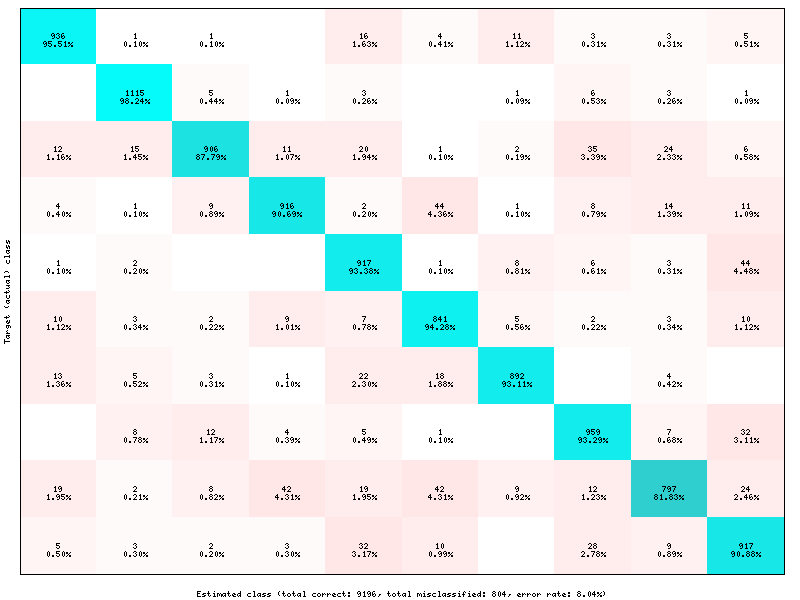 936 1 1 16 4 11 3 3 5
95.51% 0.10% 0.10% 1.63% 0.41% 1.12% 0.31% 0.31% 0.51%
1115 5 1 3 1 6 3 1
98.24% 0.44% 0.09% 0.26% 0.09% 0.53% 0.26% 0.09%
12 15 906 11 20 1 2 35 24 6
1.16% 1.45% 87.79% 1.07% 1.94% 0.10% 0.19% 3.39% 2.33% 0.58%
4 1 9 916 2 44 1 8 14 11
0.40% 0.10% 0.89% 90.69% 0.20% 4.36% 0.10% 0.79% 1.39% 1.09%
1 2 917 1 8 6 3 44
0.10% 0.20% 93.38% 0.10% 0.81% 0.61% 0.31% 4.48%
Target (actual) class
10 3 2 9 7 841 5 2 3 10
1.12% 0.34% 0.22% 1.01% 0.78% 94.28% 0.56% 0.22% 0.34% 1.12%
13 5 3 1 22 18 892 4
1.36% 0.52% 0.31% 0.10% 2.30% 1.88% 93.11% 0.42%
8 12 4 5 1 959 7 32
0.78% 1.17% 0.39% 0.49% 0.10% 93.29% 0.68% 3.11%
19 2 8 42 19 42 9 12 797 24
1.95% 0.21% 0.82% 4.31% 1.95% 4.31% 0.92% 1.23% 81.83% 2.46%
5 3 2 3 32 10 28 9 917
0.50% 0.30% 0.20% 0.30% 3.17% 0.99% 2.78% 0.89% 90.88%
Estimated class (total correct: 9196, total misclassified: 804, error rate: 8.04%)